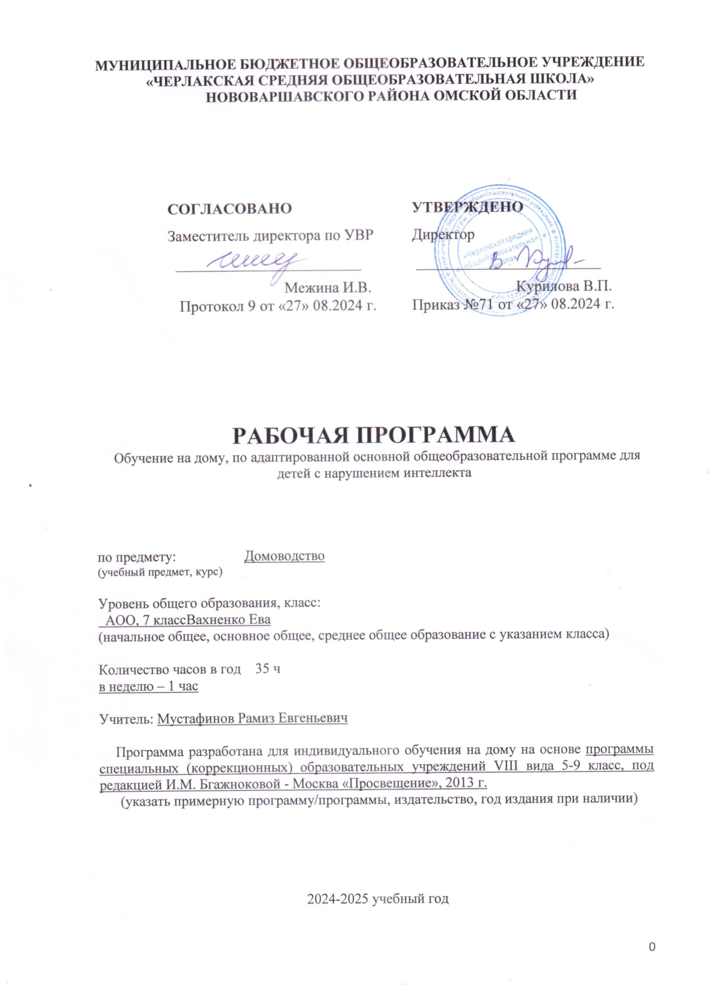 МУНИЦИПАЛЬНОЕ БЮДЖЕТНОЕ ОБЩЕОБРАЗОВАТЕЛЬНОЕ УЧРЕЖДЕНИЕ
«ЧЕРЛАКСКАЯ СРЕДНЯЯ ОБЩЕОБРАЗОВАТЕЛЬНАЯ ШКОЛА»
НОВОВАРШАВСКОГО РАЙОНА ОМСКОЙ ОБЛАСТИ
СОГЛАСОВАНО
Заместитель директора по УВР
Межина И.В.
Протокол 9 от «27» 08.2024 г.
УТВЕРЖДЕНО
Директор
Курилова В.П.
Приказ №71 от «27» 08.2024 г.
общеобразовательное учреждение
«Черлакская средняя
общеобразовательная
школа»
РАБОЧАЯ ПРОГРАММА
Обучение на дому, по адаптированной основной общеобразовательной программе для
детей с нарушением интеллекта
по предмету: Домоводство
(учебный предмет, курс)
Уровень общего образования, класс:
АОО, 7 классВахненко Ева
(начальное общее, основное общее, среднее общее образование с указанием класса)
Количество часов в год 35 ч
в неделю – 1 час
Учитель: Мустафинов Рамиз Евгеньевич
Программа разработана для индивидуального обучения на дому на основе программы
специальных (коррекционных) образовательных учреждений VIII вида 5-9 класс, под
редакцией И.М. Бгажноковой - Москва «Просвещение», 2013 г.
(указать примерную программу/программы, издательство, год издания при наличии)
2024-2025 учебный год
0